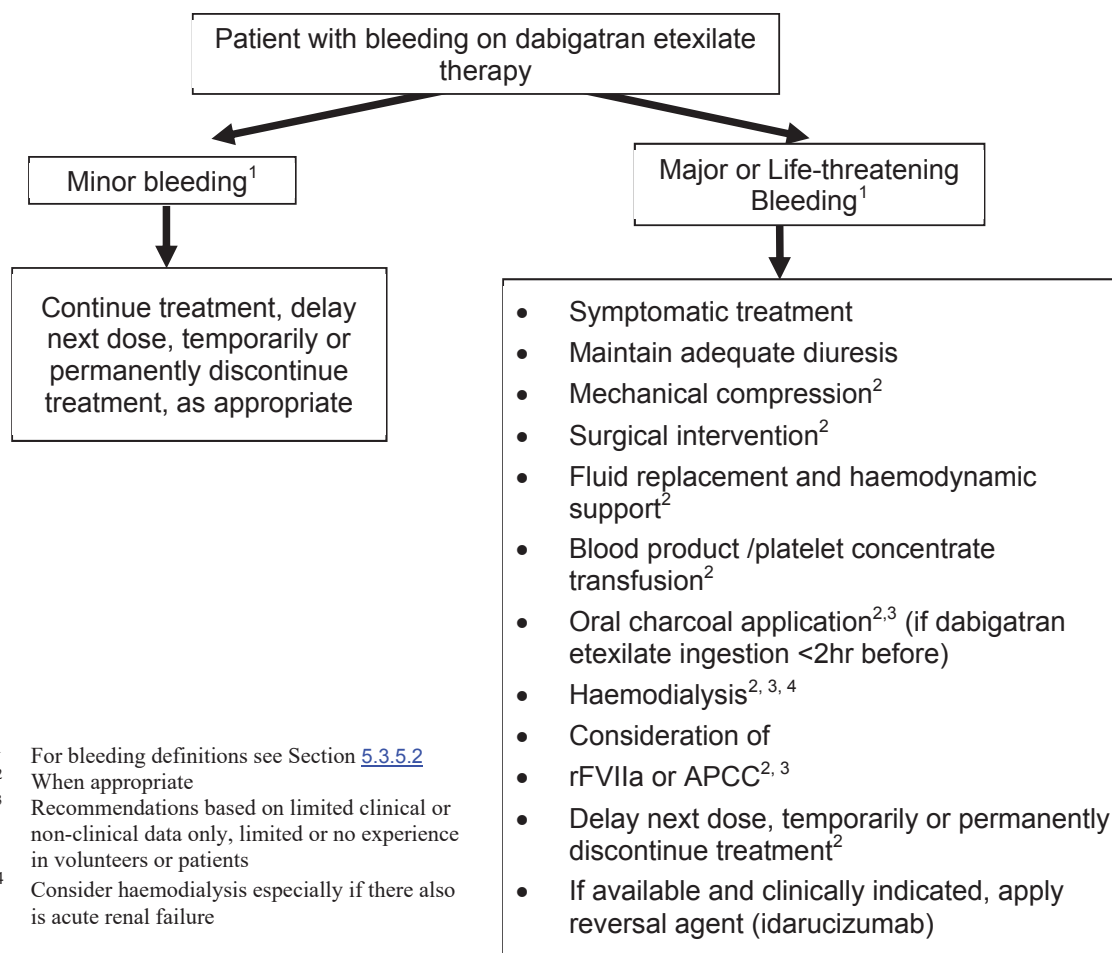 Patient with bleeding on dabigatran etexilate
therapy
Minor bleeding¹
Major or Life-threatening
Bleeding¹
Continue treatment, delay
next dose, temporarily or
permanently discontinue
treatment, as appropriate
• Symptomatic treatment
• Maintain adequate diuresis
• Mechanical compression²
• Surgical intervention²
• Fluid replacement and haemodynamic
support²
• Blood product /platelet concentrate
transfusion²
• Oral charcoal application²,³ (if dabigatran
etexilate ingestion <2hr before)
• Haemodialysis², ³, ⁴
• Consideration of
• rFVIIa or APCC², ³
• Delay next dose, temporarily or permanently
discontinue treatment²
• If available and clinically indicated, apply
reversal agent (idarucizumab)
For bleeding definitions see Section 5.3.5.2
² When appropriate
³ Recommendations based on limited clinical or
non-clinical data only, limited or no experience
in volunteers or patients
⁴ Consider haemodialysis especially if there also
is acute renal failure